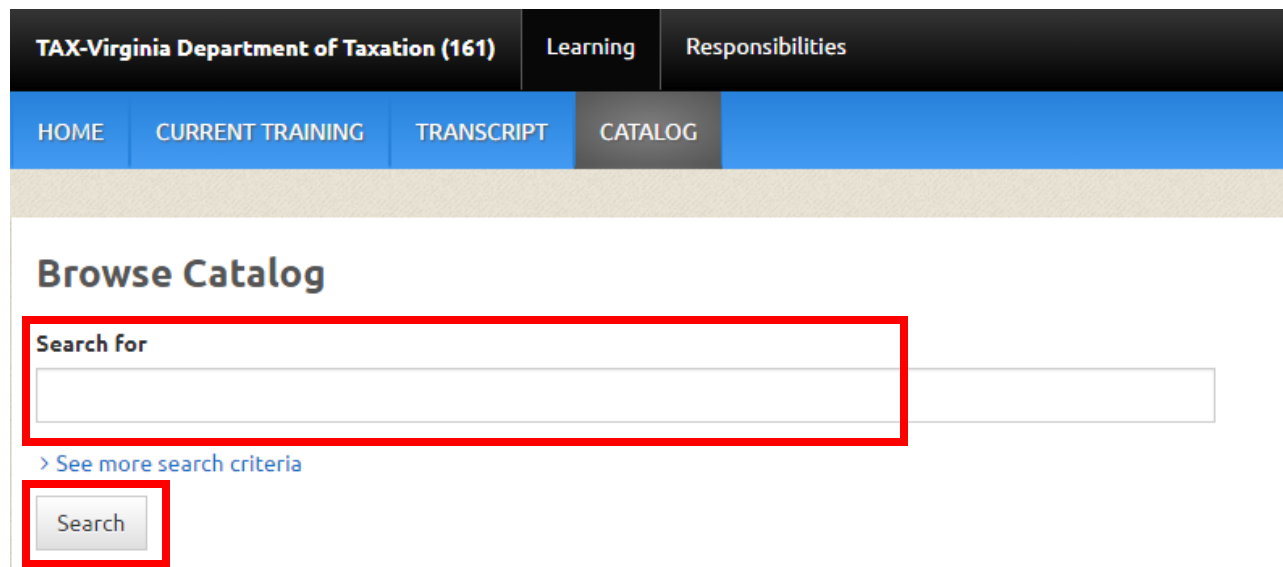 TAX-Virginia Department of Taxation (161) Learning Responsibilities
HOME CURRENT TRAINING TRANSCRIPT CATALOG
Browse Catalog
Search for
> See more search criteria
Search